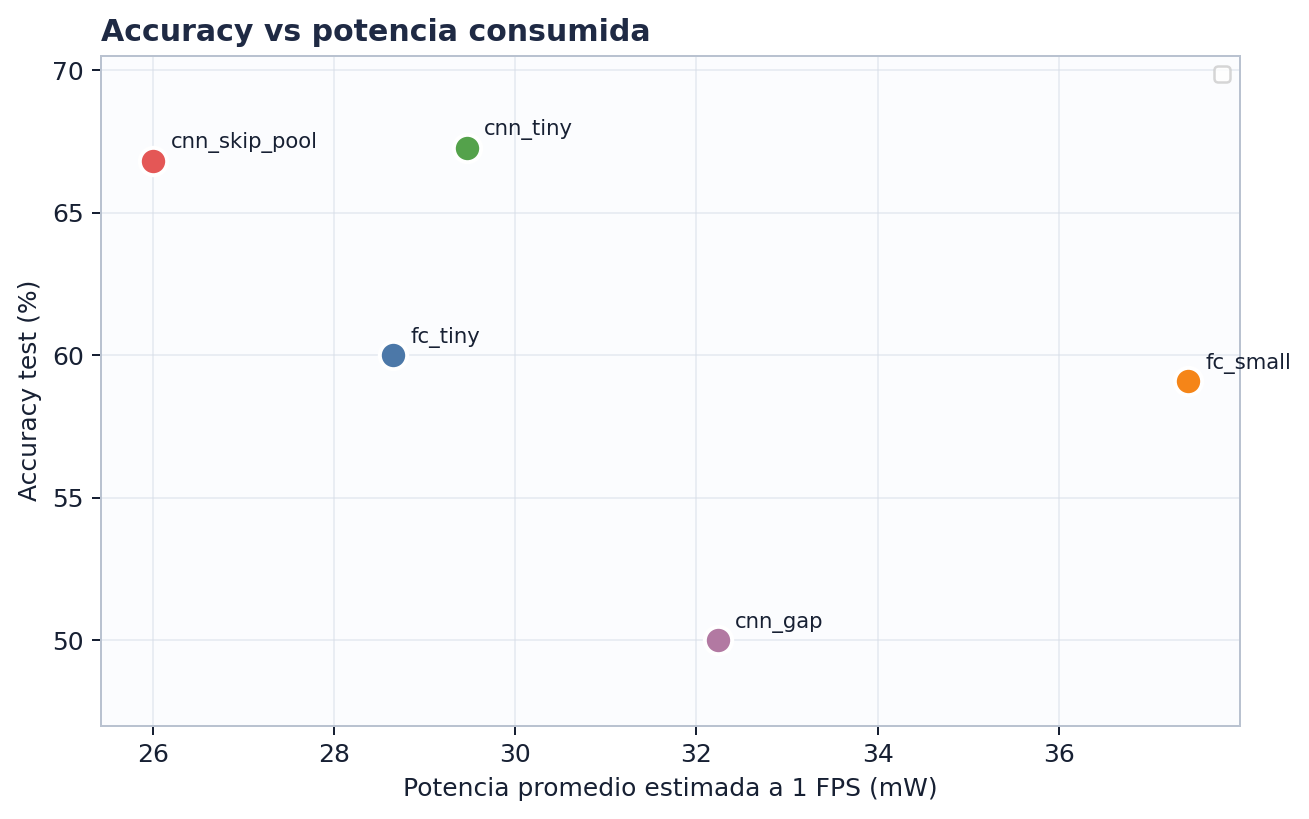 Accuracy vs potencia consumida
70
65
60
55
50
Accuracy test (%)
cnn_skip_pool
cnn_tiny
fc_tiny
fc_small
cnn_gap
26 28 30 32 34 36
Potencia promedio estimada a 1 FPS (mW)